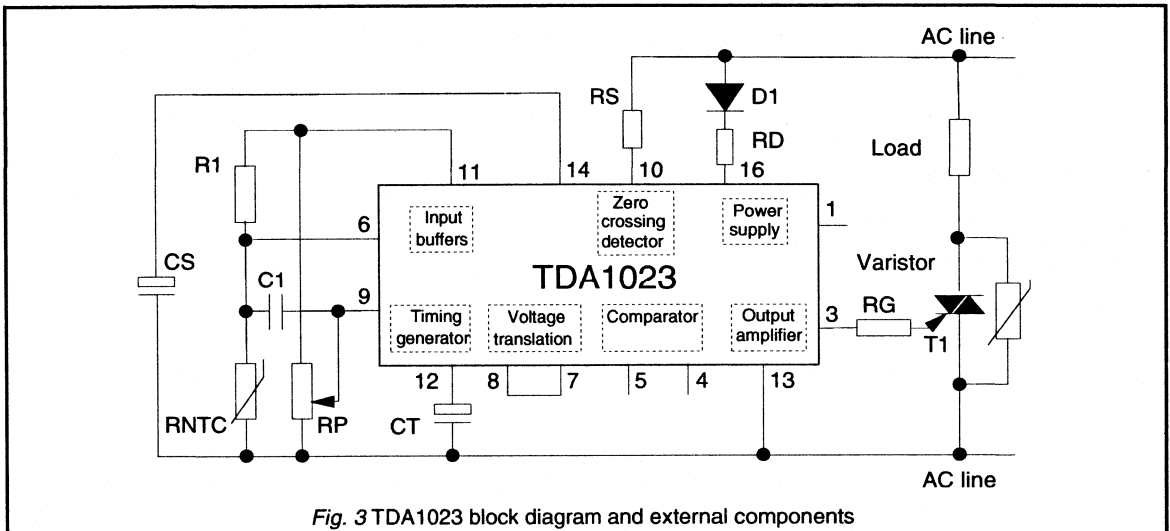 AC line
RS
D1
RD
Load
R1
11
14
10
16
6
Input
buffers
Zero
crossing
detector
Power
supply
1
CS
C1
9
TDA1023
Varistor
RG
3
T1
Timing
generator
Voltage
translation
Comparator
Output
amplifier
12
8
7
5
4
13
RNTC
RP
CT
AC line
Fig. 3 TDA1023 block diagram and external components